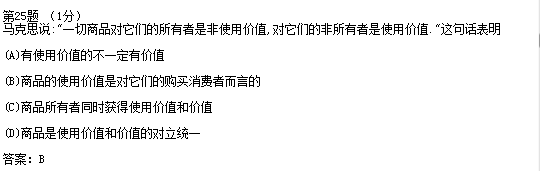 第25题 (1分)
马克思说:"一切商品对它们的所有者是非使用价值,对它们的非所有者是使用价值."这句话表明
(A)有使用价值的不一定有价值
(B)商品的使用价值是对它们的购买消费者而言的
(C)商品所有者同时获得使用价值和价值
(D)商品是使用价值和价值的对立统一
答案: B